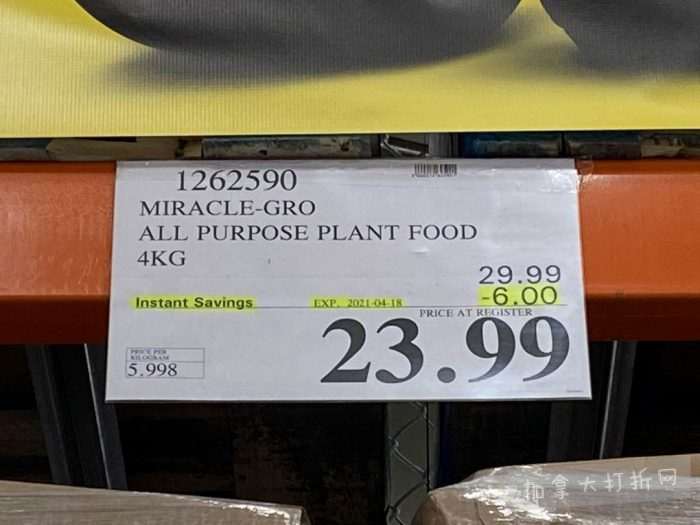 1262590
MIRACLE-GRO
ALL PURPOSE PLANT FOOD
4KG
29.99
Instant Savings EXP. 2021-04-18 -6.00
PRICE AT REGISTER
23.99
PRICE PER
KILOGRAM
5.998
加拿大打折网